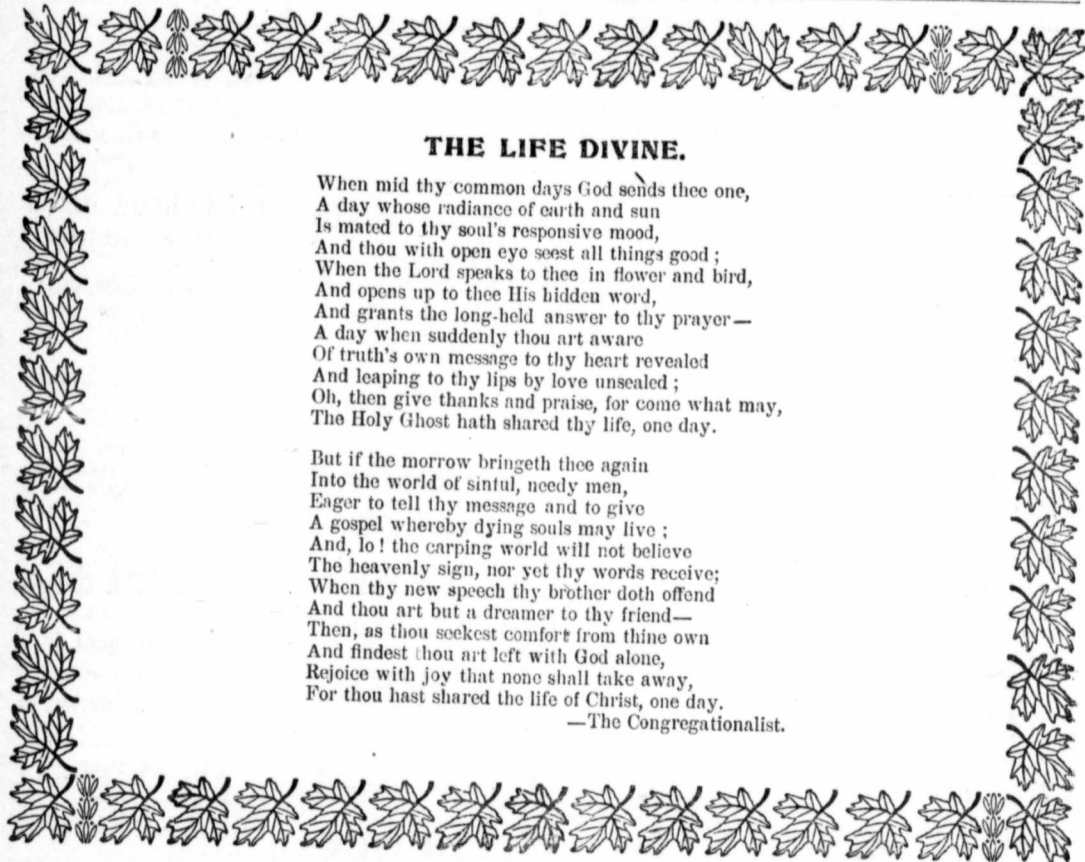 THE LIFE DIVINE.
When mid thy common days God sends thee one,
A day whose radiance of earth and sun
Is mated to thy soul's responsive mood,
And thou with open eye seest all things good ;
When the Lord speaks to thee in flower and bird,
And opens up to thee His hidden word,
And grants the long-held answer to thy prayer—
A day when suddenly thou art aware
Of truth's own message to thy heart revealed
And leaping to thy lips by love unsealed ;
Oh, then give thanks and praise, for come what may,
The Holy Ghost hath shared thy life, one day.
But if the morrow bringeth thee again
Into the world of sinful, needy men,
Eager to tell thy message and to give
A gospel whereby dying souls may live ;
And, lo ! the carping world will not believe
The heavenly sign, nor yet thy words receive;
When thy new speech thy brother doth offend
And thou art but a dreamer to thy friend—
Then, as thou seekest comfort from thine own
And findest thou art left with God alone,
Rejoice with joy that none shall take away,
For thou hast shared the life of Christ, one day.
—The Congregationalist.